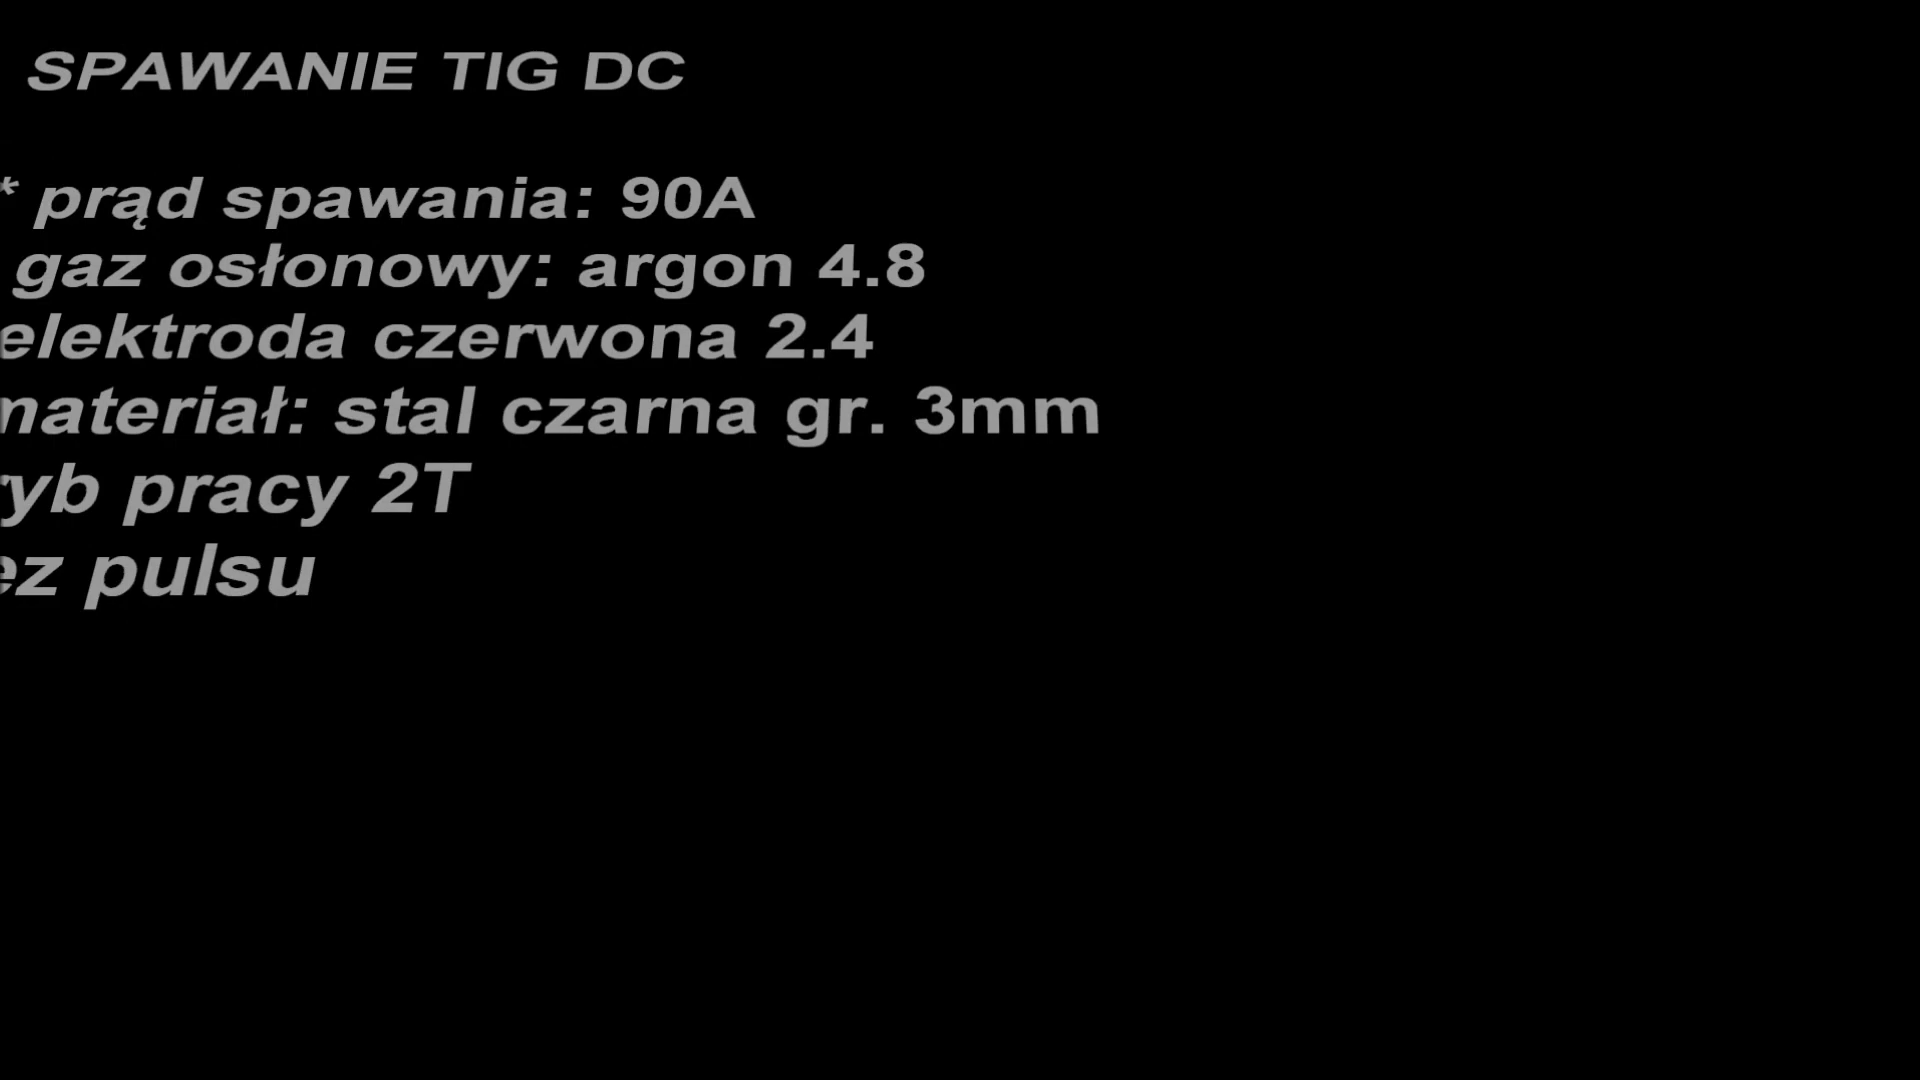 SPAWANIE TIG DC
* prąd spawania: 90A
gaz osłonowy: argon 4.8
elektroda czerwona 2.4
materiał: stal czarna gr. 3mm
ryb pracy 2T
ez pulsu